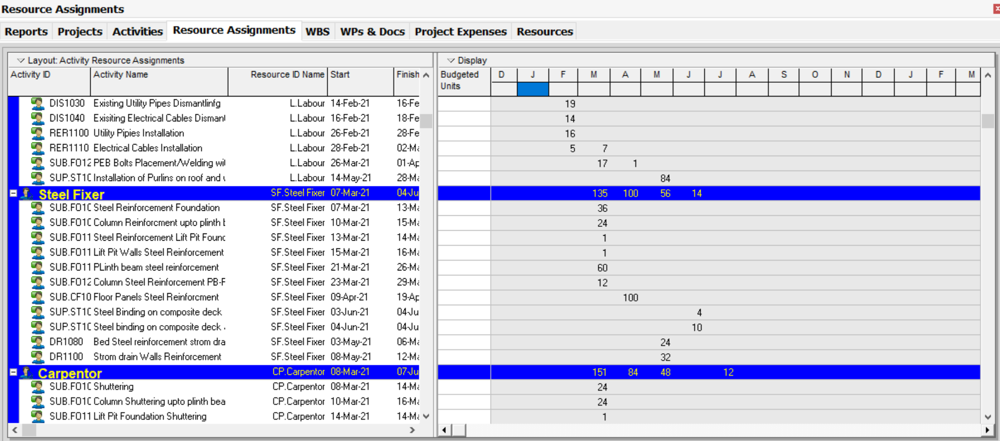 Resource Assignments
Reports Projects Activities Resource Assignments WBS WPs & Docs Project Expenses Resources
Layout: Activity Resource Assignments Display
Activity ID Activity Name Resource ID Name Start Finish Budgeted Units D J F M A M J J A S O N D J F M
DIS1030 Existing Utility Pipes Dismantlinfg L.Labour 14-Feb-21 16-Fe 19
DIS1040 Exisiting Electrical Cables Dismant L.Labour 16-Feb-21 18-Fe 14
RER1100 Utility Pipies Installation L.Labour 26-Feb-21 28-Fe 16
RER1110 Electrical Cables Installation L.Labour 28-Feb-21 02-Ma 5 7
SUB.FO12 PEB Bolts Placement/Welding wit L.Labour 26-Mar-21 01-Ap 17 1
SUP.ST1C Installation of Purlins on roof and L.Labour 14-May-21 28-Ma 84
Steel Fixer SF.Steel Fixer 07-Mar-21 04-Ju 135 100 56 14
SUB.FO1C Steel Reinforcement Foundation SF.Steel Fixer 07-Mar-21 13-Ma 36
SUB.FO1C Column Reinforcment upto plinth b SF.Steel Fixer 10-Mar-21 15-Ma 24
SUB.FO11 Steel Reinforcement Lift Pit Founc SF.Steel Fixer 13-Mar-21 14-Ma 1
SUB.FO11 Lift Pit Walls Steel Reinforcement SF.Steel Fixer 15-Mar-21 16-Ma 1
SUB.FO11 PLinth beam steel reinforcement SF.Steel Fixer 21-Mar-21 26-Ma 60
SUB.FO12 Column Steel Reinforcement PB-F SF.Steel Fixer 23-Mar-21 29-Ma 12
SUB.CF10 Floor Panels Steel Reinforcment SF.Steel Fixer 09-Apr-21 19-Ap 100
SUP.ST1C Steel Binding on composite deck SF.Steel Fixer 03-Jun-21 04-Ju 4
SUP.ST1C Steel binding on composite deck SF.Steel Fixer 04-Jun-21 04-Ju 10
DR1080 Bed Steel reinforcement strom dra SF.Steel Fixer 03-May-21 06-Ma 24
DR1100 Strom drain Walls Reinforcement SF.Steel Fixer 08-May-21 12-Ma 32
Carpentor CP.Carpentor 08-Mar-21 07-Ju 151 84 48 12
SUB.FO1C Shuttering CP.Carpentor 08-Mar-21 14-Ma 24
SUB.FO1C Column Shuttering upto plinth bea CP.Carpentor 10-Mar-21 16-Ma 24
SUB.FO11 Lift Pit Foundation Shuttering CP.Carpentor 14-Mar-21 14-Ma 1